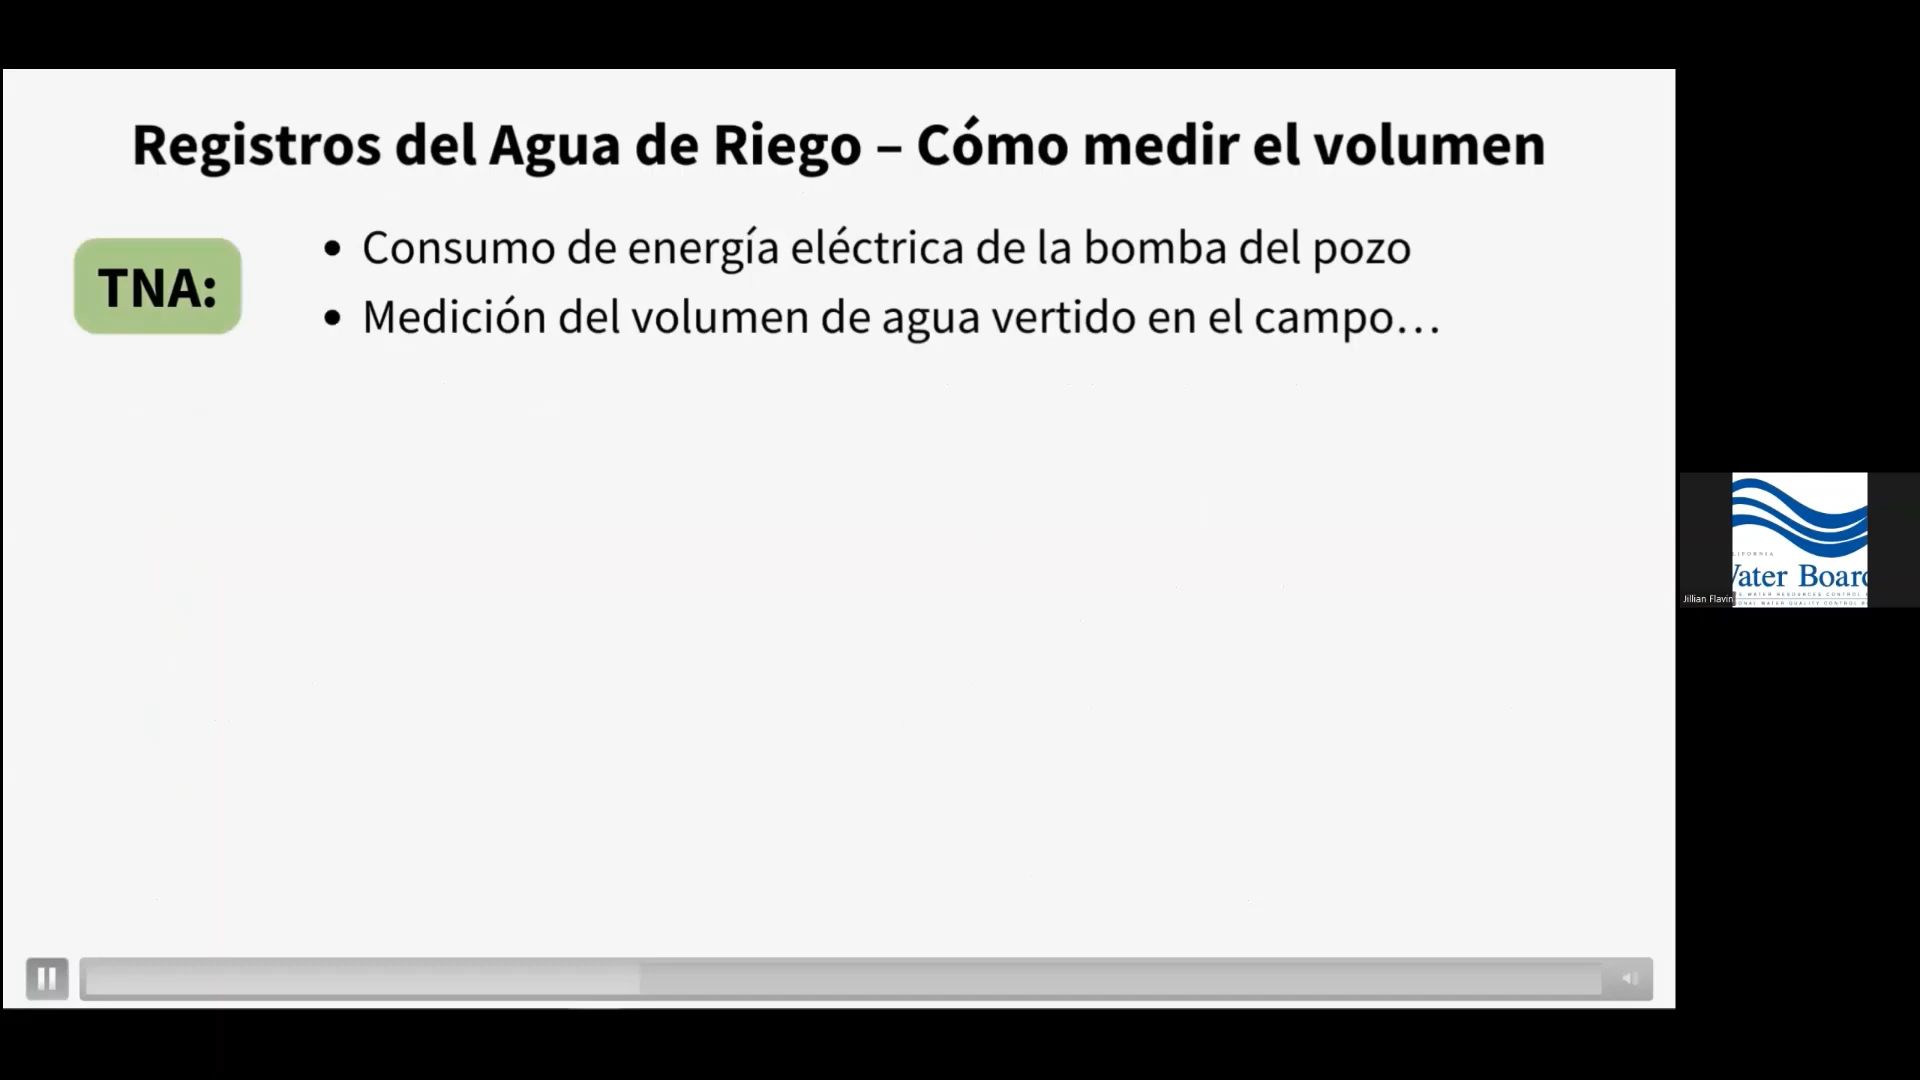 Registros del Agua de Riego – Cómo medir el volumen
TNA:
• Consumo de energía eléctrica de la bomba del pozo
• Medición del volumen de agua vertido en el campo…
LIFORNIA
Water Board
Jillian Flavin